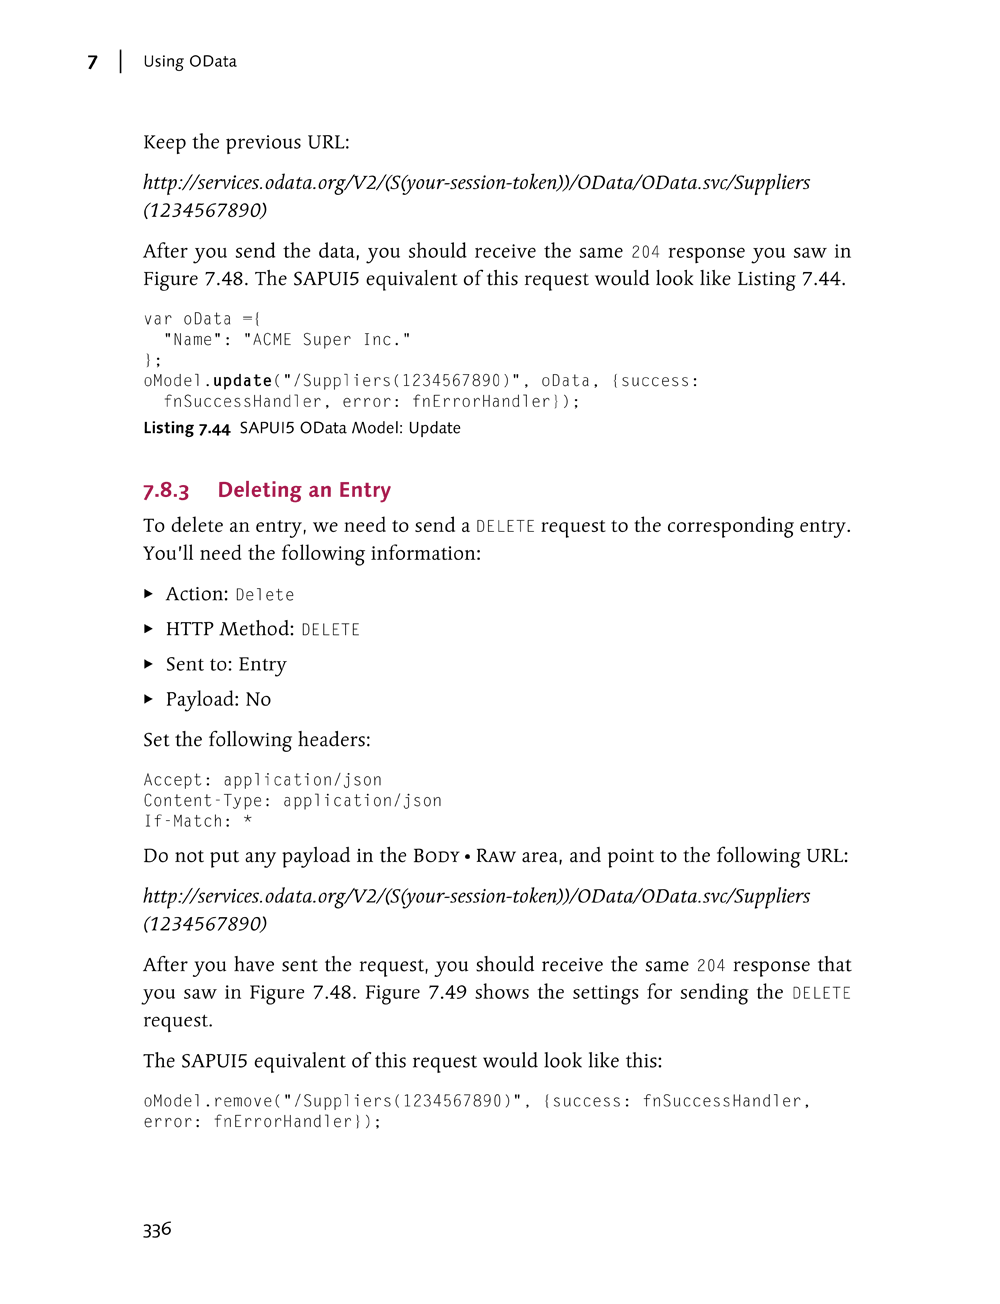 7 | Using OData
Keep the previous URL:
http://services.odata.org/V2/(S(your-session-token))/OData/OData.svc/Suppliers
(1234567890)
After you send the data, you should receive the same 204 response you saw in
Figure 7.48. The SAPUI5 equivalent of this request would look like Listing 7.44.
var oData ={
  "Name": "ACME Super Inc."
};
oModel.update("/Suppliers(1234567890)", oData, {success:
  fnSuccessHandler, error: fnErrorHandler});
Listing 7.44 SAPUI5 OData Model: Update
7.8.3 Deleting an Entry
To delete an entry, we need to send a DELETE request to the corresponding entry.
You'll need the following information:
▶ Action: Delete
▶ HTTP Method: DELETE
▶ Sent to: Entry
▶ Payload: No
Set the following headers:
Accept: application/json
Content-Type: application/json
If-Match: *
Do not put any payload in the BODY • RAW area, and point to the following URL:
http://services.odata.org/V2/(S(your-session-token))/OData/OData.svc/Suppliers
(1234567890)
After you have sent the request, you should receive the same 204 response that
you saw in Figure 7.48. Figure 7.49 shows the settings for sending the DELETE
request.
The SAPUI5 equivalent of this request would look like this:
oModel.remove("/Suppliers(1234567890)", {success: fnSuccessHandler,
error: fnErrorHandler});
336